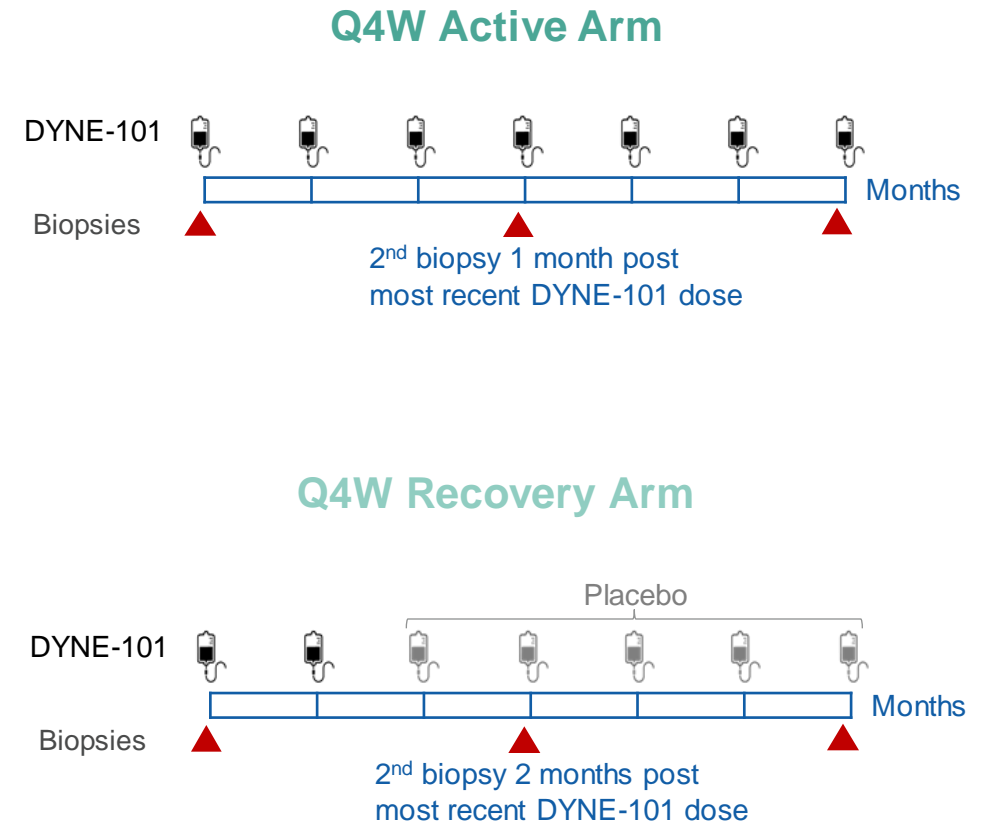 Q4W Active Arm
DYNE-101
Months
Biopsies
2nd biopsy 1 month post
most recent DYNE-101 dose
Q4W Recovery Arm
Placebo
DYNE-101
Months
Biopsies
2nd biopsy 2 months post
most recent DYNE-101 dose